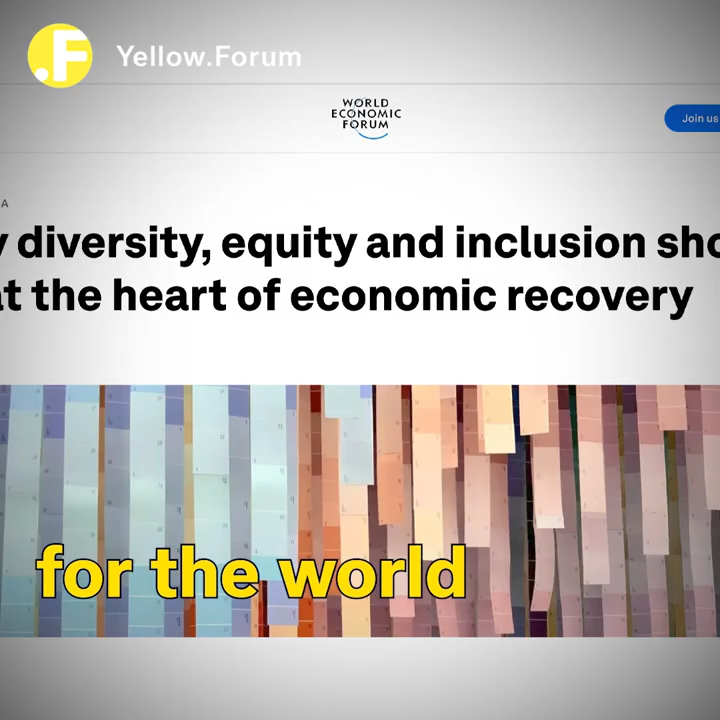 .F Yellow.Forum
WORLD
ECONOMIC
FORUM
Join us
A
y diversity, equity and inclusion sho
at the heart of economic recovery
for the world